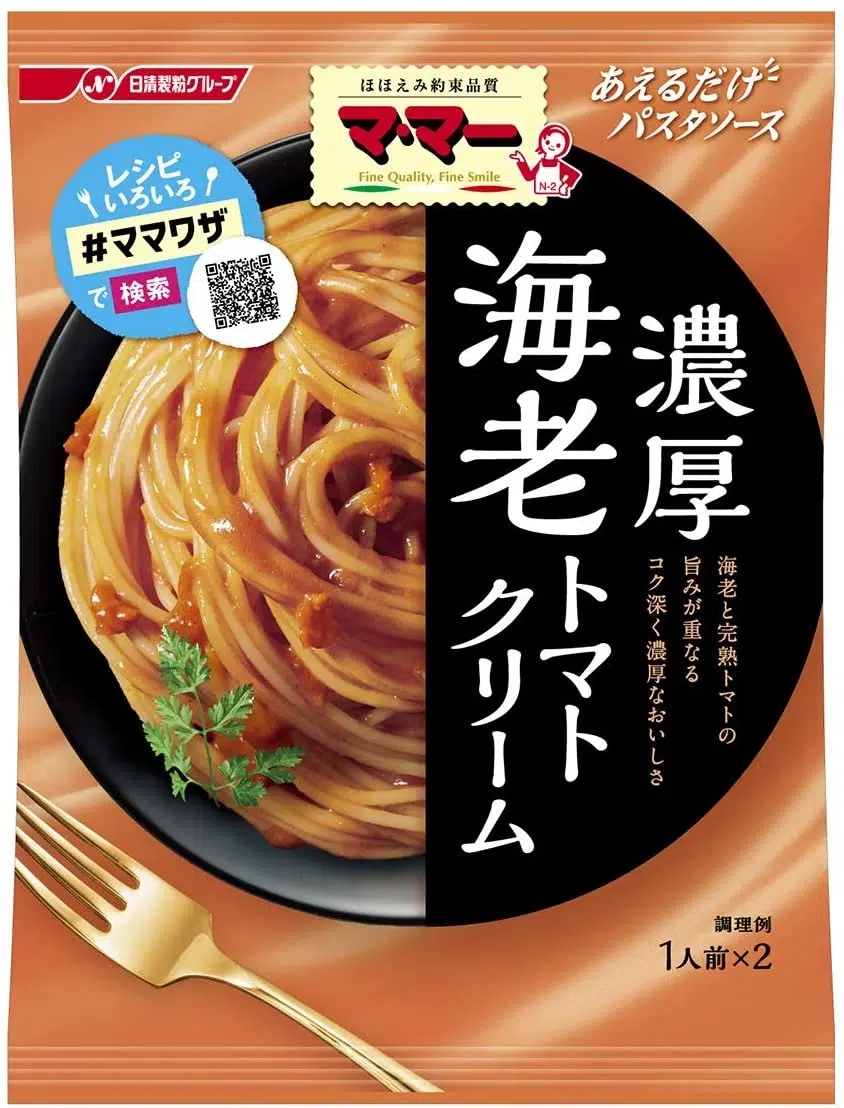 日清製粉グループ
ほほえみ約束品質
マ・マー
Fine Quality, Fine Smile
N-2
あえるだけ
パスタソース
レシピ
いろいろ
#ママワザ
で検索
濃厚
海老トマト
クリーム
海老と完熟トマトの
旨みが重なる
コク深く濃厚なおいしさ
調理例
1人前×2